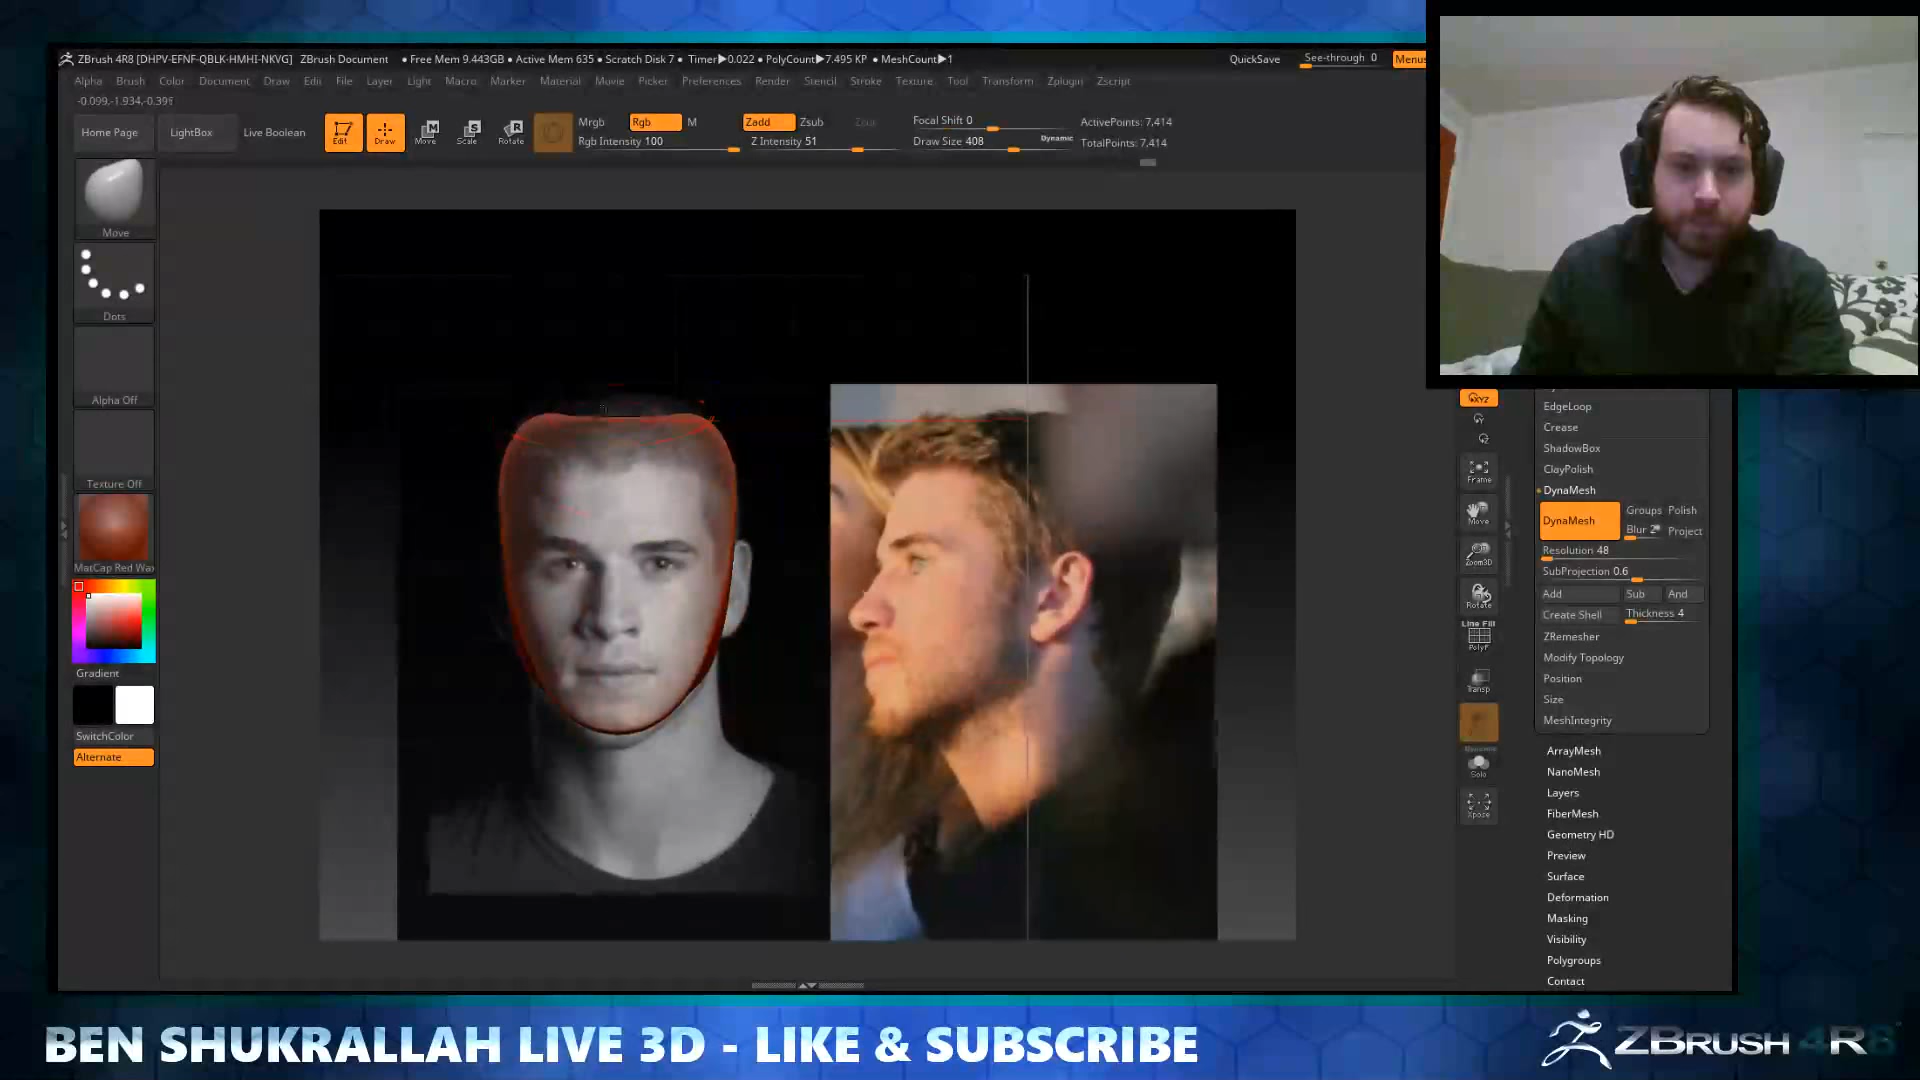 ZBrush 4R8 [DHPV-EFNF-QBLK-HMHI-NKVG] ZBrush Document • Free Mem 9.443GB • Active Mem 635 • Scratch Disk 7 • Timer▶0.022 • PolyCount▶7.495 KP • MeshCount▶1 QuickSave See-through 0 Menus
Alpha Brush Color Document Draw Edit File Layer Light Macro Marker Material Movie Picker Preferences Render Stencil Stroke Texture Tool Transform Zplugin Zscript
Home Page LightBox Live Boolean Edit Draw Move Scale Rotate
Mrgb Rgb M Zadd Zsub Zcut Focal Shift 0 ActivePoints: 7,414
Rgb Intensity 100 Z Intensity 51 Draw Size 408 Dynamic TotalPoints: 7,414
Move
Dots
Alpha Off
Texture Off
MatCap Red Wax
Gradient
SwitchColor
Alternate
XYZ
Frame
Move
Zoom3D
Rotate
Line Fill
PolyF
Transp
Solo
Xpose
EdgeLoop
Crease
ShadowBox
ClayPolish
DynaMesh
DynaMesh Groups Polish
Blur 2 Project
Resolution 48
SubProjection 0.6
Add Sub And
Create Shell Thickness 4
ZRemesher
Modify Topology
Position
Size
MeshIntegrity
ArrayMesh
NanoMesh
Layers
FiberMesh
Geometry HD
Preview
Surface
Deformation
Masking
Visibility
Polygroups
Contact
BEN SHUKRALLAH LIVE 3D - LIKE & SUBSCRIBE
ZBRUSH 4R8